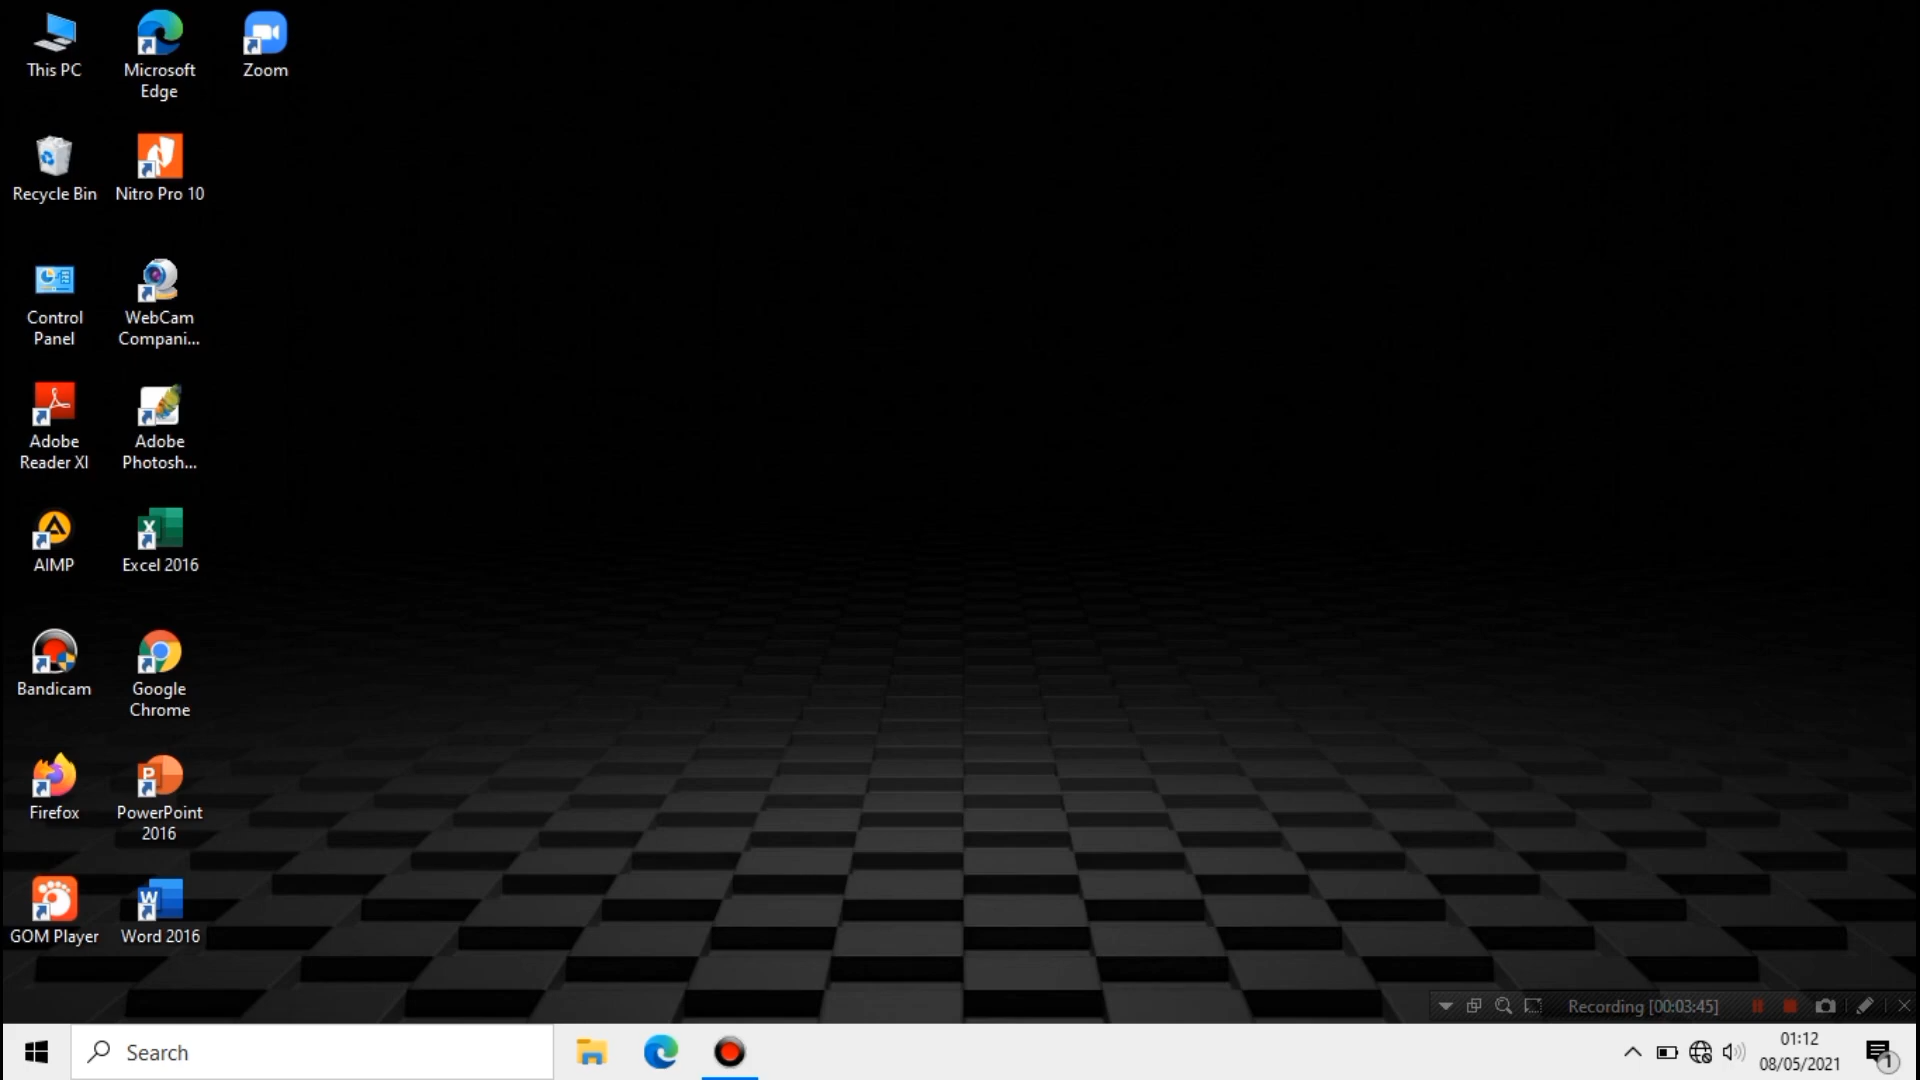 This PC
Microsoft
Edge
Zoom
Recycle Bin
Nitro Pro 10
Control
Panel
WebCam
Compani...
Adobe
Reader XI
Adobe
Photosh...
AIMP
Excel 2016
Bandicam
Google
Chrome
Firefox
PowerPoint
2016
GOM Player
Word 2016
Recording [00:03:45]
Search
01:12
08/05/2021
1